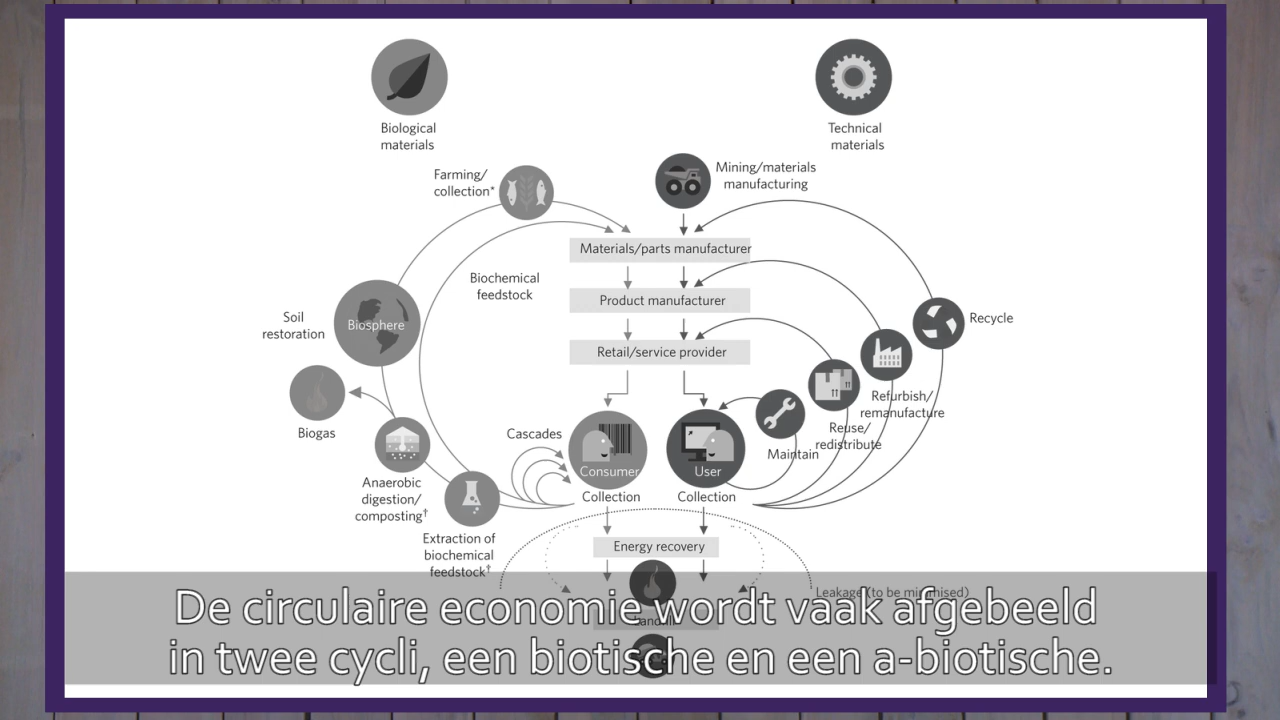 Biological
materials
Technical
materials
Farming/
collection*
Mining/materials
manufacturing
Materials/parts manufacturer
Biochemical
feedstock
Product manufacturer
Soil
restoration
Biosphere
Recycle
Retail/service provider
Refurbish/
remanufacture
Reuse/
redistribute
Biogas
Cascades
Maintain
Consumer
User
Anaerobic
digestion/
composting†
Collection
Collection
Extraction of
biochemical
feedstock†
Energy recovery
Leakage (to be minimised)
Landfill
De circulaire economie wordt vaak afgebeeld
in twee cycli, een biotische en een a-biotische.